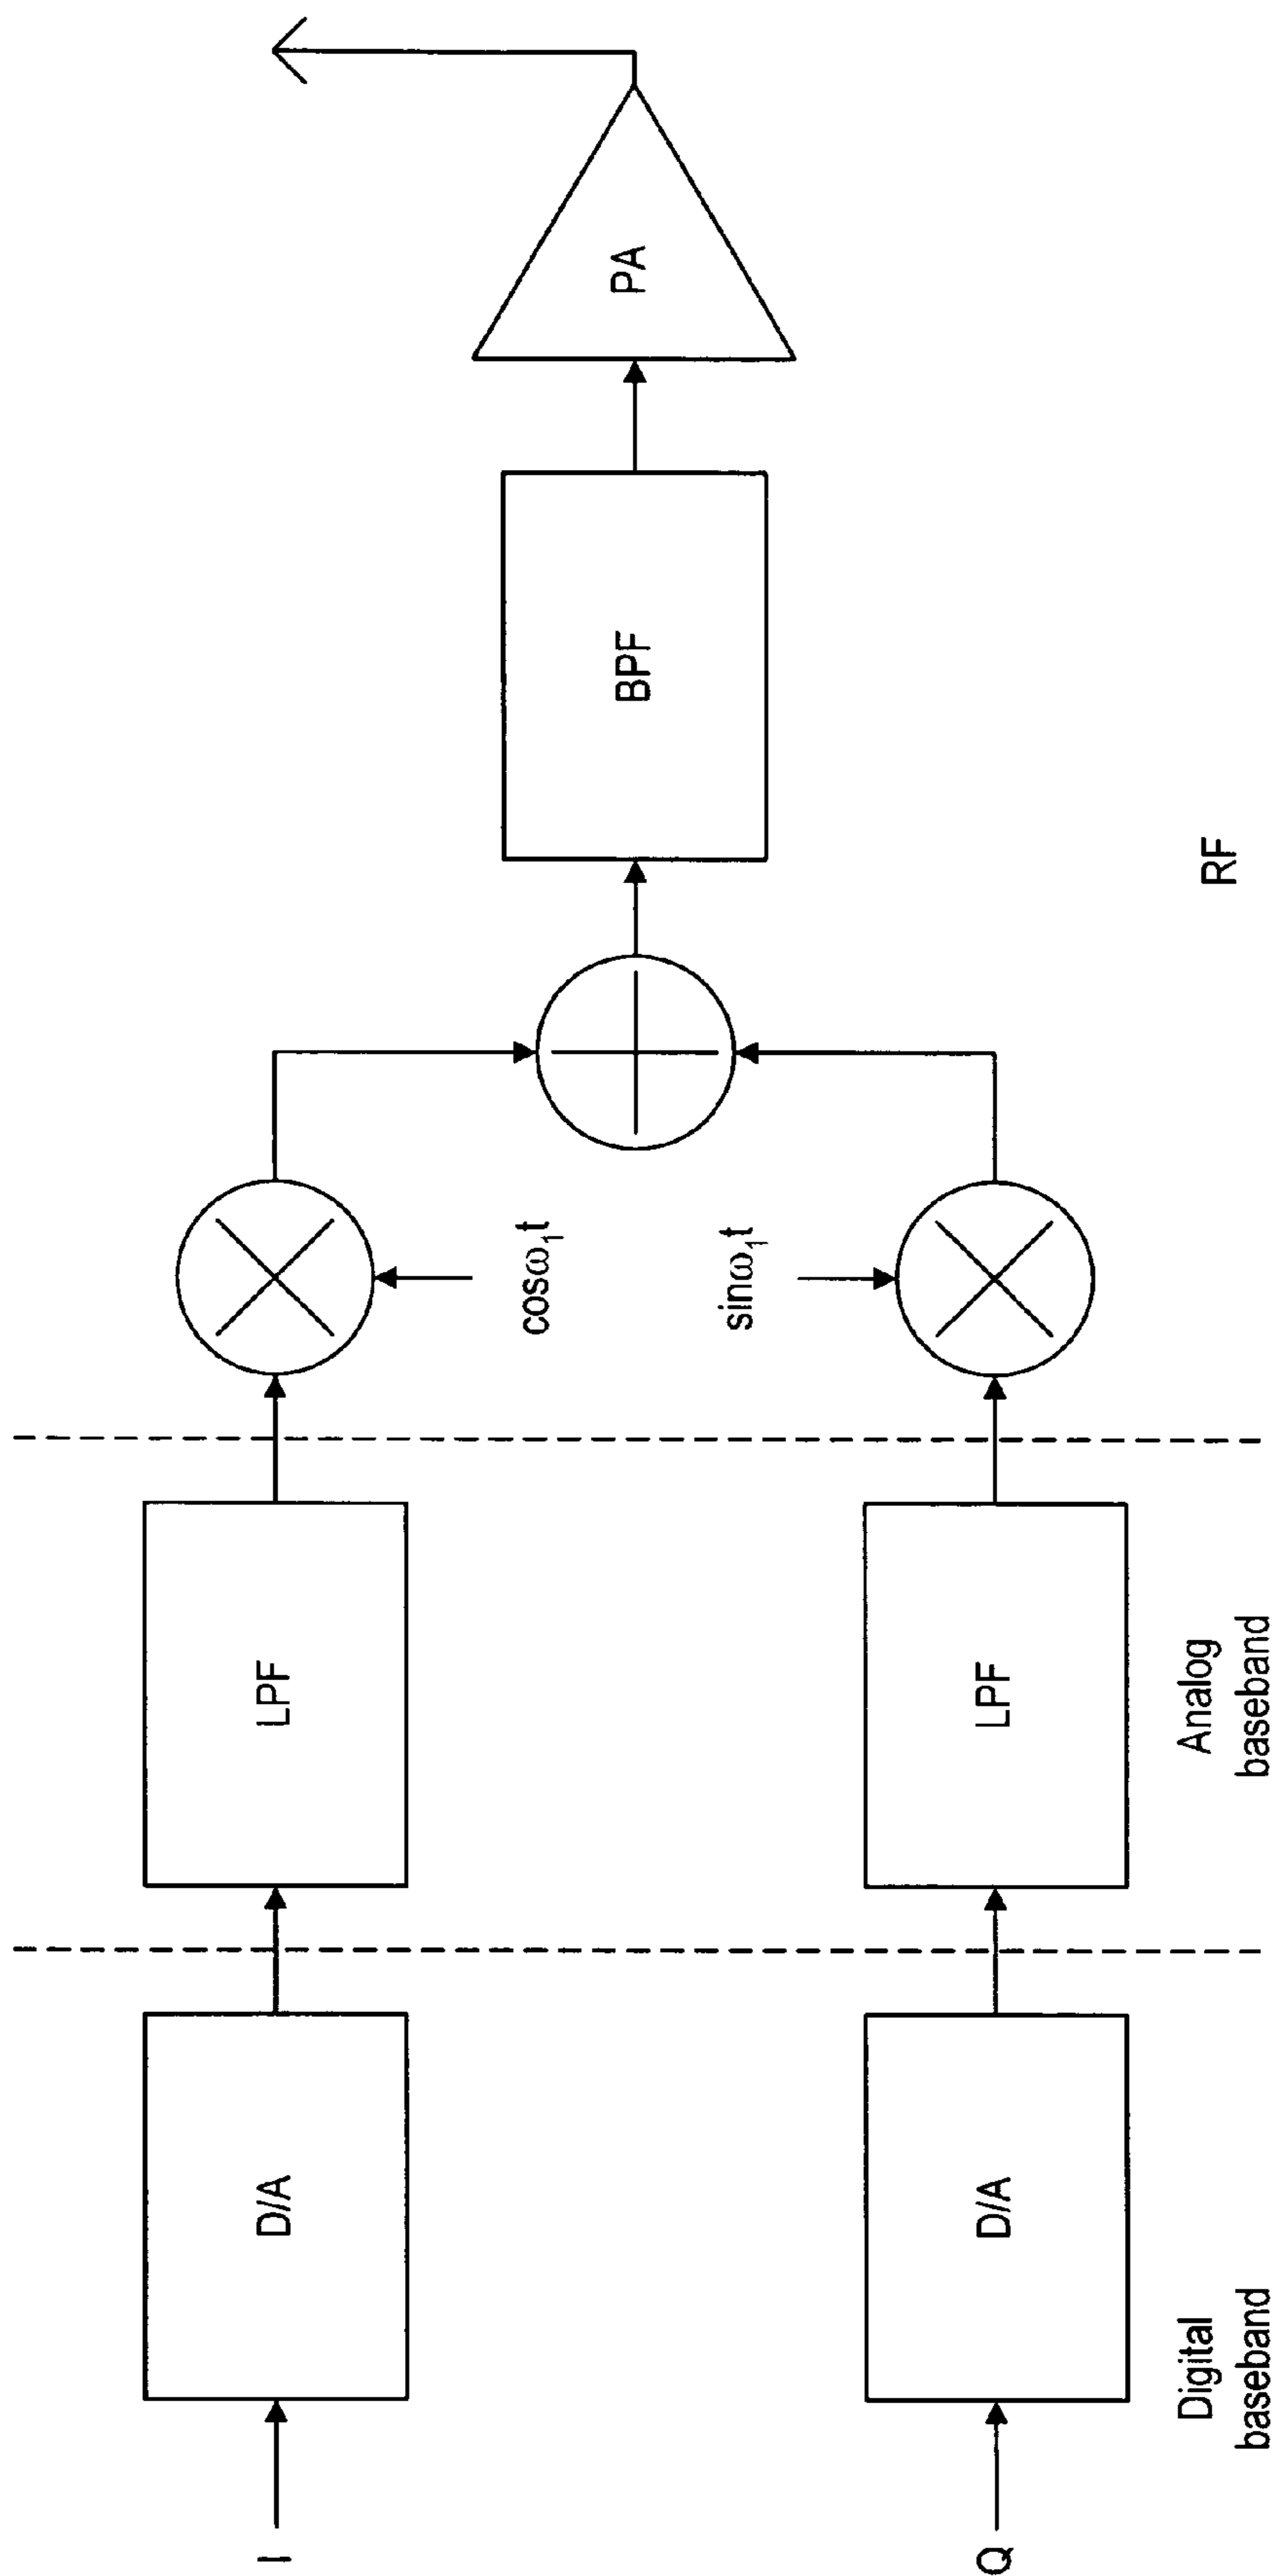 I
D/A
LPF
cosω₁t
BPF
PA
sinω₁t
Q
D/A
LPF
Digital
baseband
Analog
baseband
RF